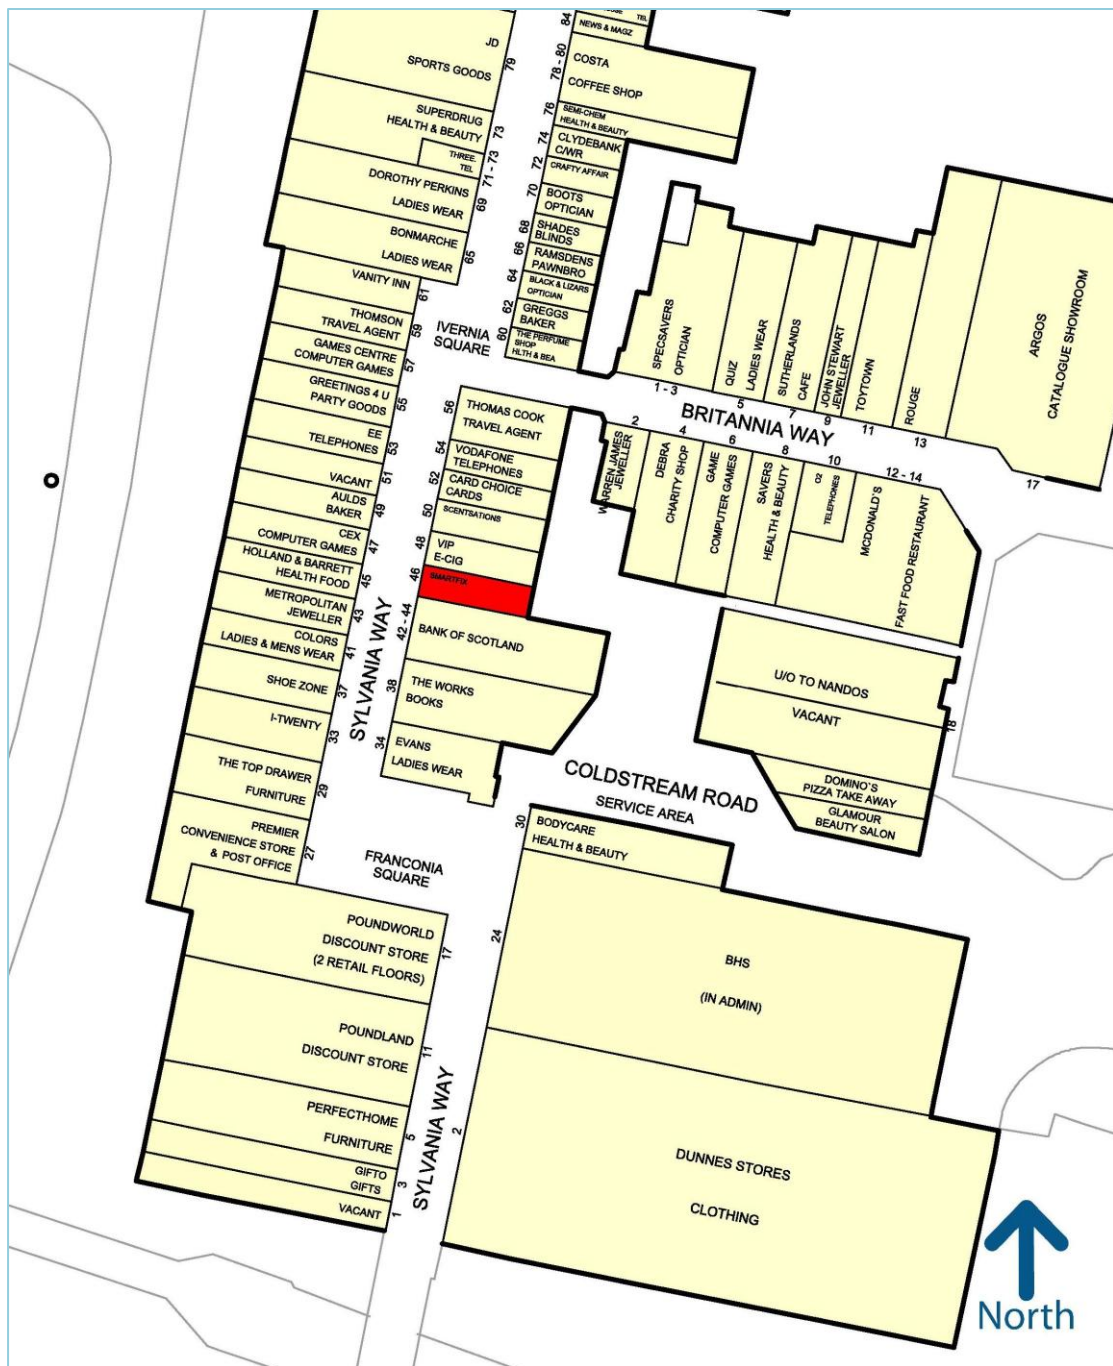 JD
SPORTS GOODS
79
SUPERDRUG
HEALTH & BEAUTY
73
THREE
TEL
71 - 73
DOROTHY PERKINS
LADIES WEAR
69
BONMARCHE
LADIES WEAR
65
VANITY INN
61
THOMSON
TRAVEL AGENT
59
GAMES CENTRE
COMPUTER GAMES
57
GREETINGS 4 U
PARTY GOODS
55
EE
TELEPHONES
53
VACANT
51
AULDS
BAKER
49
CEX
COMPUTER GAMES
47
HOLLAND & BARRETT
HEALTH FOOD
45
METROPOLITAN
JEWELLER
43
COLORS
LADIES & MENS WEAR
41
SHOE ZONE
37
I-TWENTY
33
THE TOP DRAWER
FURNITURE
29
PREMIER
CONVENIENCE STORE
& POST OFFICE
27
POUNDWORLD
DISCOUNT STORE
(2 RETAIL FLOORS)
17
POUNDLAND
DISCOUNT STORE
11
PERFECTHOME
FURNITURE
5
GIFTO
GIFTS
3
VACANT
1
TEL
84
NEWS & MAGZ
78 - 80
COSTA
COFFEE SHOP
76
SEMI-CHEM
HEALTH & BEAUTY
74
CLYDEBANK
C/WR
72
CRAFTY AFFAIR
70
BOOTS
OPTICIAN
68
SHADES
BLINDS
66
RAMSDENS
PAWNBRO
64
BLACK & LIZARS
OPTICIAN
62
GREGGS
BAKER
60
THE PERFUME
SHOP
HLTH & BEA
IVERNIA
SQUARE
56
THOMAS COOK
TRAVEL AGENT
54
VODAFONE
TELEPHONES
52
CARD CHOICE
CARDS
50
SCENTSATIONS
48
VIP
E-CIG
46
SMARTFIX
42 - 44
BANK OF SCOTLAND
38
THE WORKS
BOOKS
34
EVANS
LADIES WEAR
SYLVANIA WAY
SPECSAVERS
OPTICIAN
1 - 3
QUIZ
LADIES WEAR
5
SUTHERLANDS
CAFE
7
JOHN STEWART
JEWELLER
9
TOYTOWN
11
ROUGE
13
ARGOS
CATALOGUE SHOWROOM
17
BRITANNIA WAY
2
WARREN JAMES
JEWELLER
4
DEBRA
CHARITY SHOP
6
GAME
COMPUTER GAMES
8
SAVERS
HEALTH & BEAUTY
10
O2
TELEPHONES
12 - 14
MCDONALD'S
FAST FOOD RESTAURANT
U/O TO NANDOS
VACANT
18
DOMINO`S
PIZZA TAKE AWAY
GLAMOUR
BEAUTY SALON
COLDSTREAM ROAD
SERVICE AREA
FRANCONIA
SQUARE
30
BODYCARE
HEALTH & BEAUTY
24
BHS
(IN ADMIN)
SYLVANIA WAY
2
DUNNES STORES
CLOTHING
North